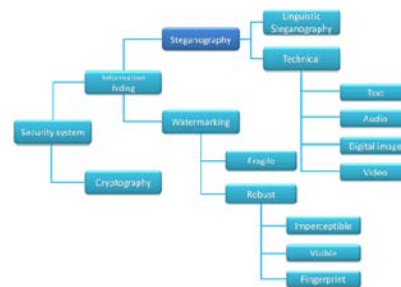 Steganography
Linguistic
Steganography
Technical
Information
hiding
Text
Audio
Watermarking
Digital image
Security system
Fragile
Video
Cryptography
Robust
Imperceptible
Visible
Fingerprint